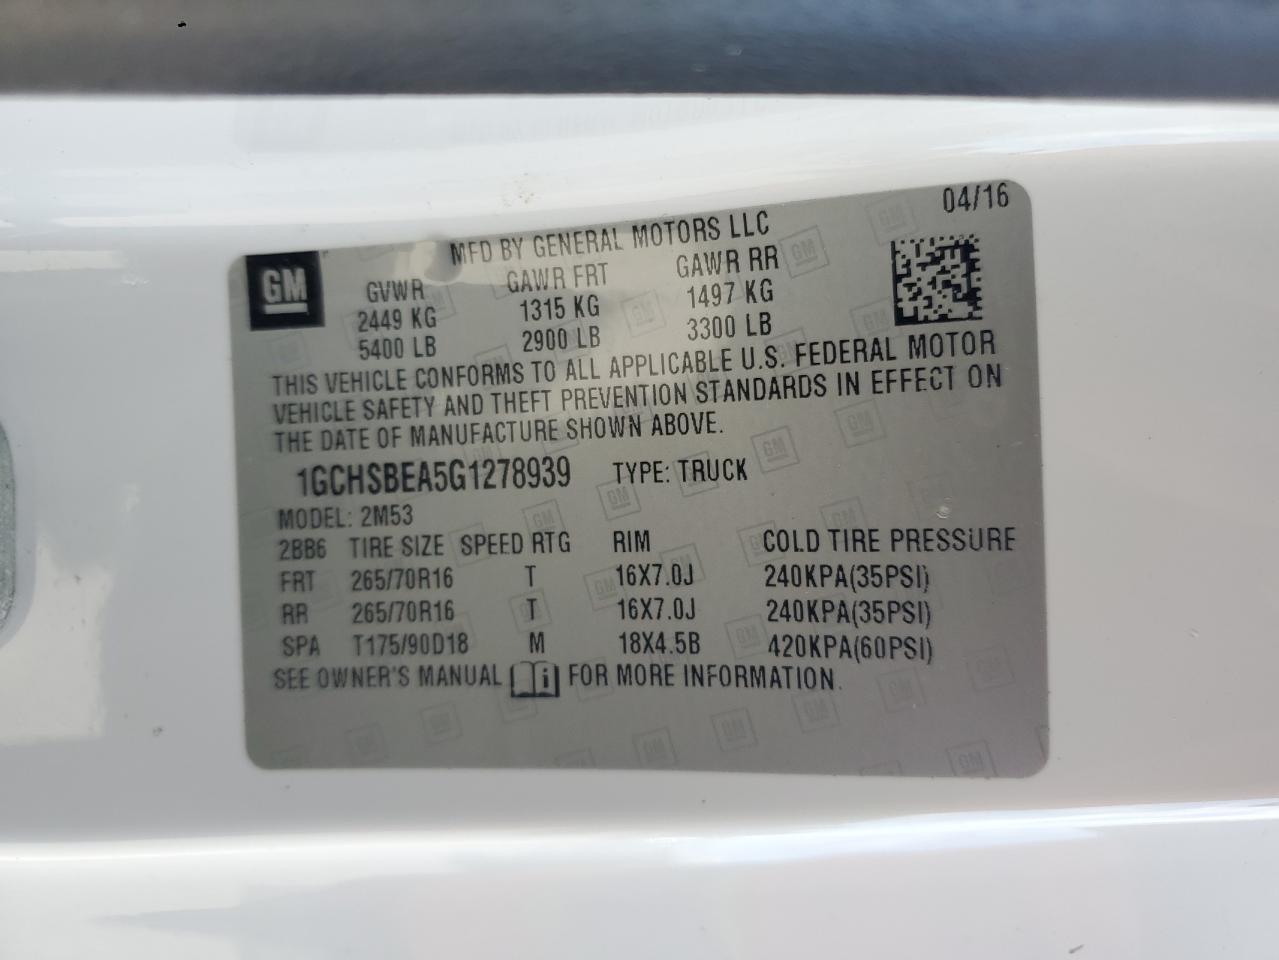 04/16
MFD BY GENERAL MOTORS LLC
GM
GVWR GAWR FRT GAWR RR
2449 KG 1315 KG 1497 KG
5400 LB 2900 LB 3300 LB
THIS VEHICLE CONFORMS TO ALL APPLICABLE U.S. FEDERAL MOTOR
VEHICLE SAFETY AND THEFT PREVENTION STANDARDS IN EFFECT ON
THE DATE OF MANUFACTURE SHOWN ABOVE.
1GCHSBEA5G1278939 TYPE: TRUCK
MODEL: 2M53
2BB6 TIRE SIZE SPEED RTG RIM COLD TIRE PRESSURE
FRT 265/70R16 T 16X7.0J 240KPA(35PSI)
RR 265/70R16 T 16X7.0J 240KPA(35PSI)
SPA T175/90D18 M 18X4.5B 420KPA(60PSI)
SEE OWNER'S MANUAL i FOR MORE INFORMATION.